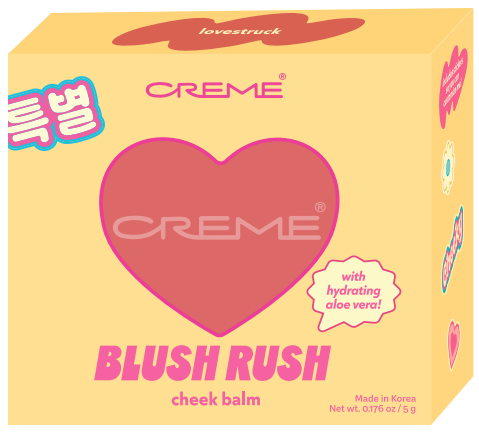 lovestruck
CREME®
특별
CREME®
with
hydrating
aloe vera!
BLUSH RUSH
cheek balm
Made in Korea
Net wt. 0.176 oz / 5 g